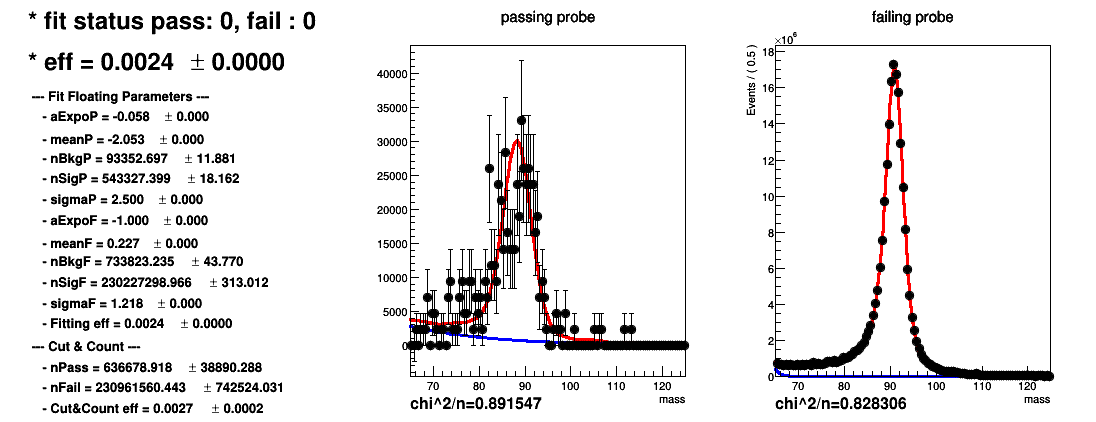 * fit status pass: 0, fail : 0
* eff = 0.0024 ± 0.0000
--- Fit Floating Parameters ---
- aExpoP = -0.058 ± 0.000
- meanP = -2.053 ± 0.000
- nBkgP = 93352.697 ± 11.881
- nSigP = 543327.399 ± 18.162
- sigmaP = 2.500 ± 0.000
- aExpoF = -1.000 ± 0.000
- meanF = 0.227 ± 0.000
- nBkgF = 733823.235 ± 43.770
- nSigF = 230227298.966 ± 313.012
- sigmaF = 1.218 ± 0.000
- Fitting eff = 0.0024 ± 0.0000
--- Cut & Count ---
- nPass = 636678.918 ± 38890.288
- nFail = 230961560.443 ± 742524.031
- Cut&Count eff = 0.0027 ± 0.0002
passing probe
40000
35000
30000
25000
20000
15000
10000
5000
0
70 80 90 100 110 120
mass
chi^2/n=0.891547
failing probe
×10^6
Events / ( 0.5 )
18
16
14
12
10
8
6
4
2
0
70 80 90 100 110 120
mass
chi^2/n=0.828306